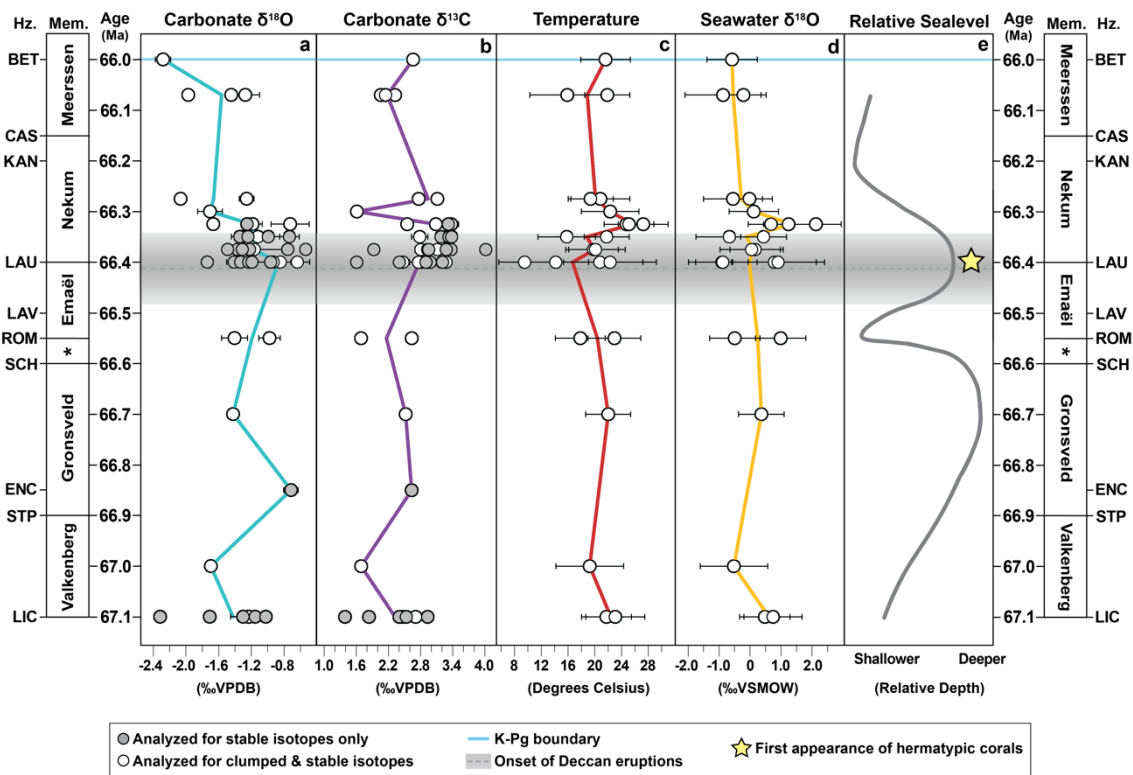 Hz. Mem. Age (Ma) Carbonate δ¹⁸O Carbonate δ¹³C Temperature Seawater δ¹⁸O Relative Sealevel Age (Ma) Mem. Hz.
a b c d e
BET 66.0 66.0 BET
Meerssen Meerssen
66.1 66.1
CAS CAS
KAN 66.2 66.2 KAN
Nekum Nekum
66.3 66.3
LAU 66.4 66.4 LAU
Emaël Emaël
LAV 66.5 66.5 LAV
ROM ROM
* *
SCH 66.6 66.6 SCH
66.7 66.7
Gronsveld Gronsveld
66.8 66.8
ENC ENC
STP 66.9 66.9 STP
67.0 67.0
Valkenberg Valkenberg
LIC 67.1 67.1 LIC
-2.4 -1.6 -0.8 1.0 1.6 2.2 2.8 3.4 4.0 8 12 16 20 24 28 -2.0 -1.0 0 1.0 2.0 Shallower Deeper
(‰VPDB) (‰VPDB) (Degrees Celsius) (‰VSMOW) (Relative Depth)
Analyzed for stable isotopes only K-Pg boundary First appearance of hermatypic corals
Analyzed for clumped & stable isotopes Onset of Deccan eruptions